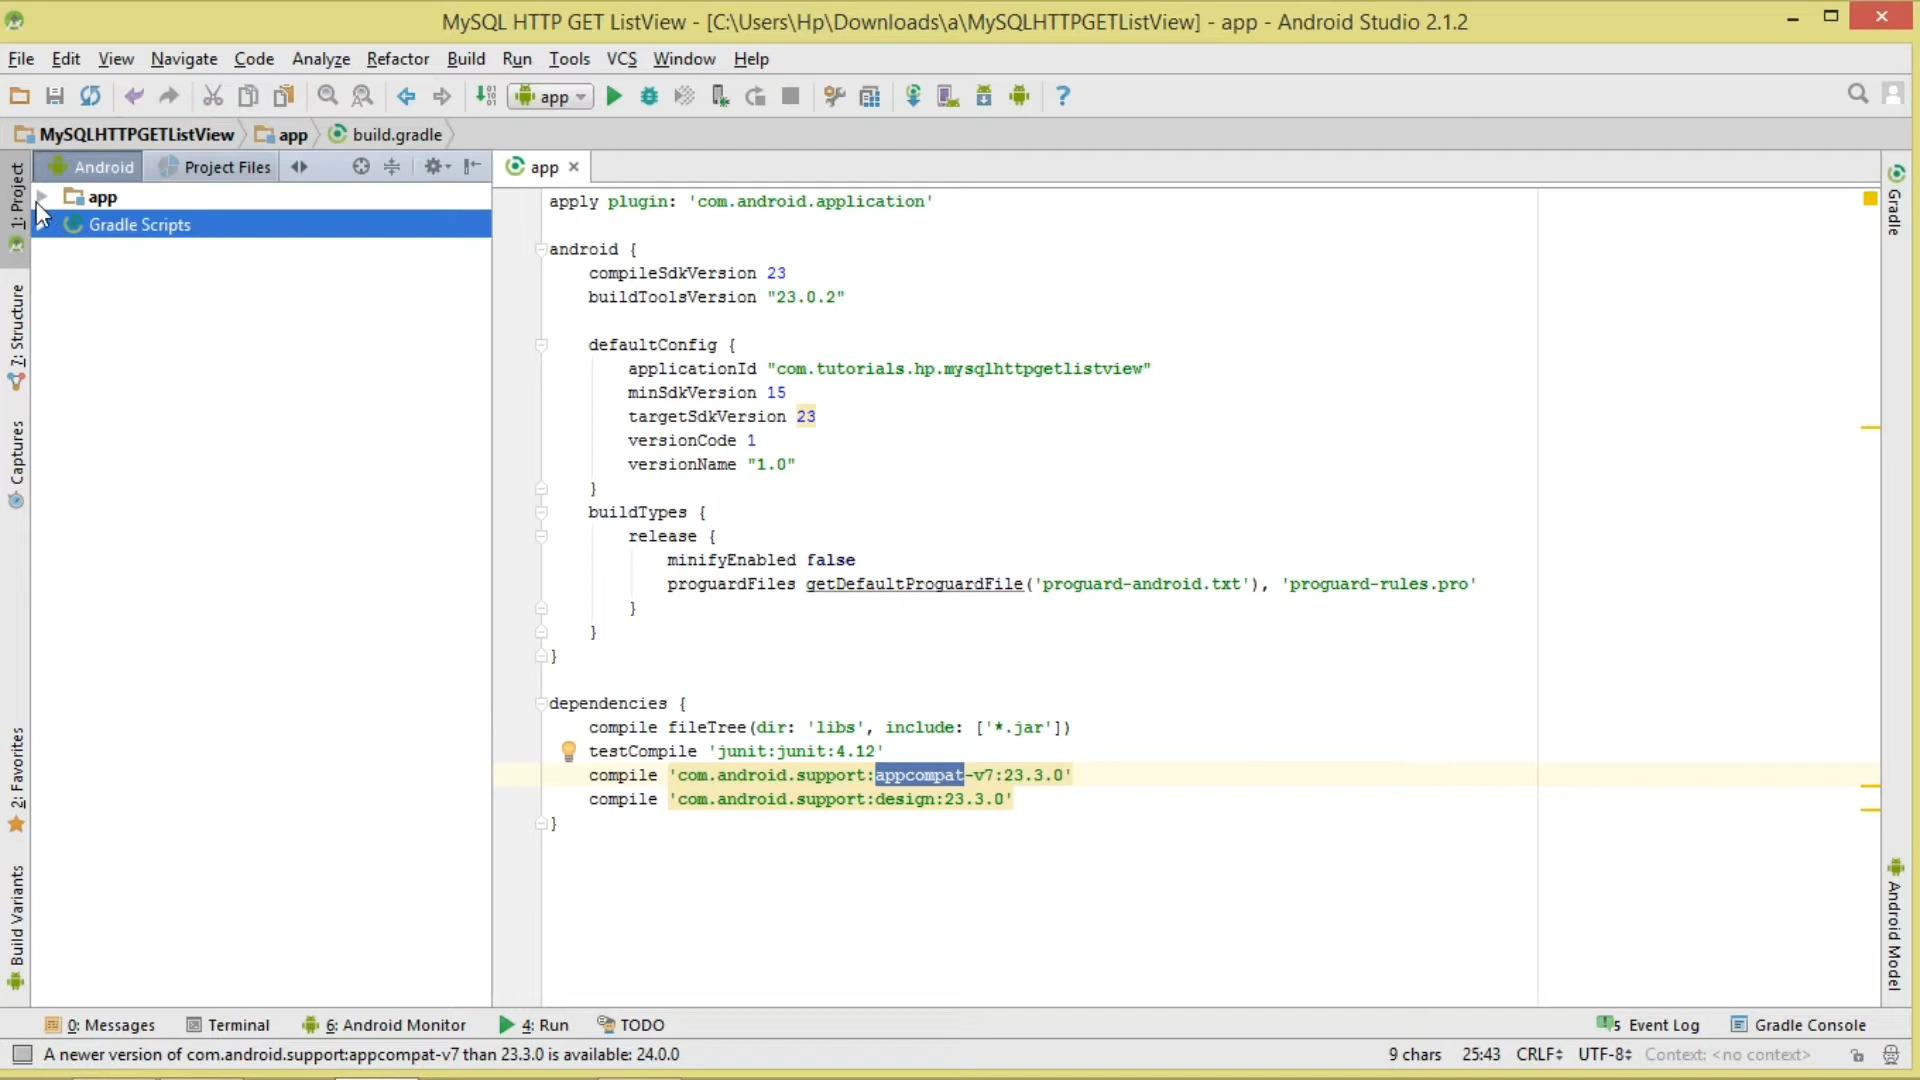 MySQL HTTP GET ListView - [C:\Users\Hp\Downloads\a\MySQLHTTPGETListView] - app - Android Studio 2.1.2
File Edit View Navigate Code Analyze Refactor Build Run Tools VCS Window Help
app
MySQLHTTPGETListView app build.gradle
Android Project Files
app
app
Gradle Scripts
1: Project
7: Structure
Captures
2: Favorites
Build Variants
apply plugin: 'com.android.application'
android {
compileSdkVersion 23
buildToolsVersion "23.0.2"
defaultConfig {
applicationId "com.tutorials.hp.mysqlhttpgetlistview"
minSdkVersion 15
targetSdkVersion 23
versionCode 1
versionName "1.0"
}
buildTypes {
release {
minifyEnabled false
proguardFiles getDefaultProguardFile('proguard-android.txt'), 'proguard-rules.pro'
}
}
}
dependencies {
compile fileTree(dir: 'libs', include: ['*.jar'])
testCompile 'junit:junit:4.12'
compile 'com.android.support:appcompat-v7:23.3.0'
compile 'com.android.support:design:23.3.0'
}
Gradle
Android Model
0: Messages Terminal 6: Android Monitor 4: Run TODO
5 Event Log Gradle Console
A newer version of com.android.support:appcompat-v7 than 23.3.0 is available: 24.0.0
9 chars 25:43 CRLF UTF-8 Context: <no context>